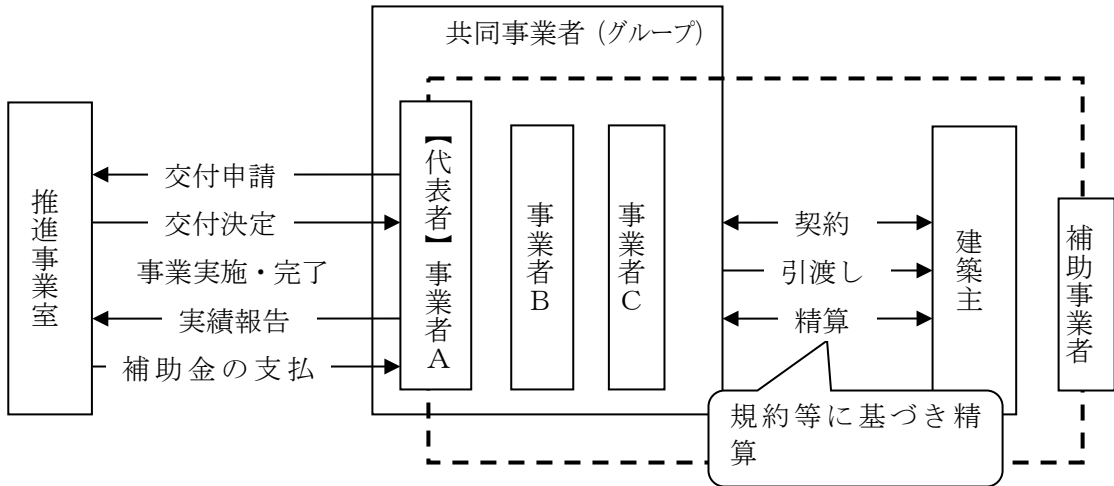 共同事業者（グループ）
推進事業室
交付申請
交付決定
事業実施・完了
実績報告
補助金の支払
【代表者】事業者A
事業者B
事業者C
契約
引渡し
精算
建築主
補助事業者
規約等に基づき精
算